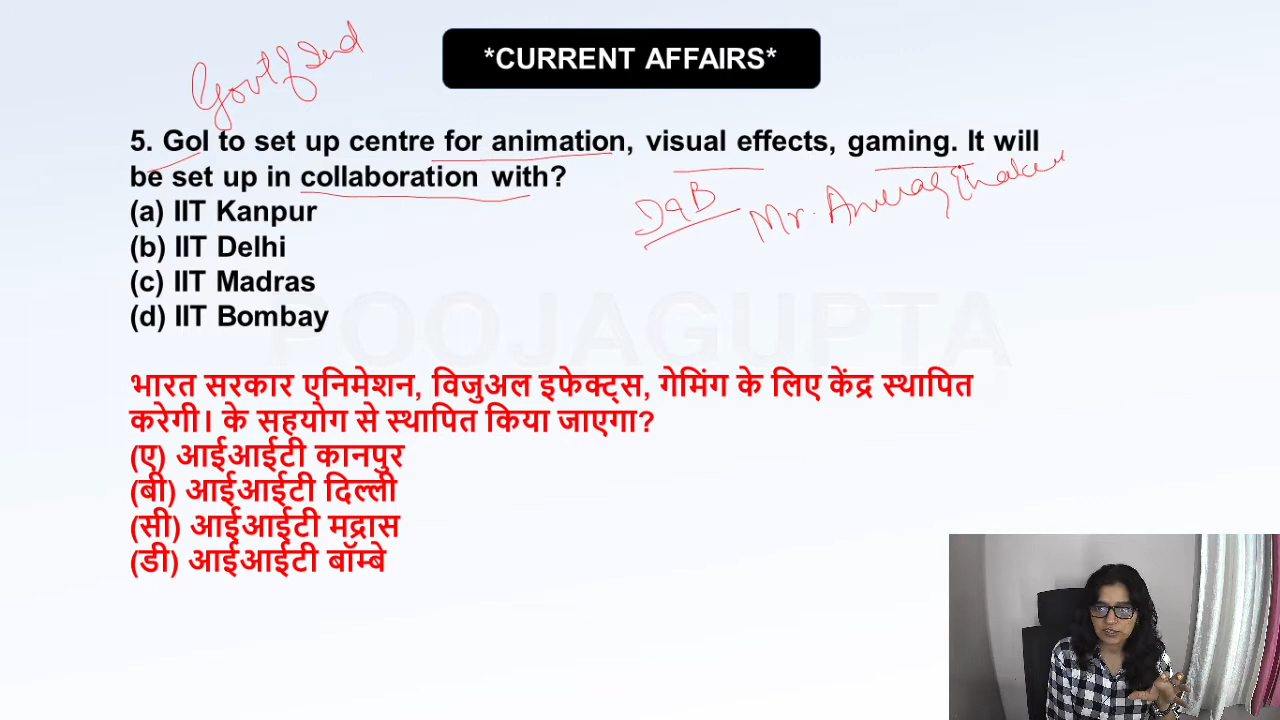 *CURRENT AFFAIRS*
Govt of Ind
5. GoI to set up centre for animation, visual effects, gaming. It will
be set up in collaboration with?
I & B
Mr. Anurag Thakur
(a) IIT Kanpur
(b) IIT Delhi
(c) IIT Madras
(d) IIT Bombay
POOJAGUPTA
भारत सरकार एनिमेशन, विजुअल इफेक्ट्स, गेमिंग के लिए केंद्र स्थापित
करेगी। के सहयोग से स्थापित किया जाएगा?
(ए) आईआईटी कानपुर
(बी) आईआईटी दिल्ली
(सी) आईआईटी मद्रास
(डी) आईआईटी बॉम्बे